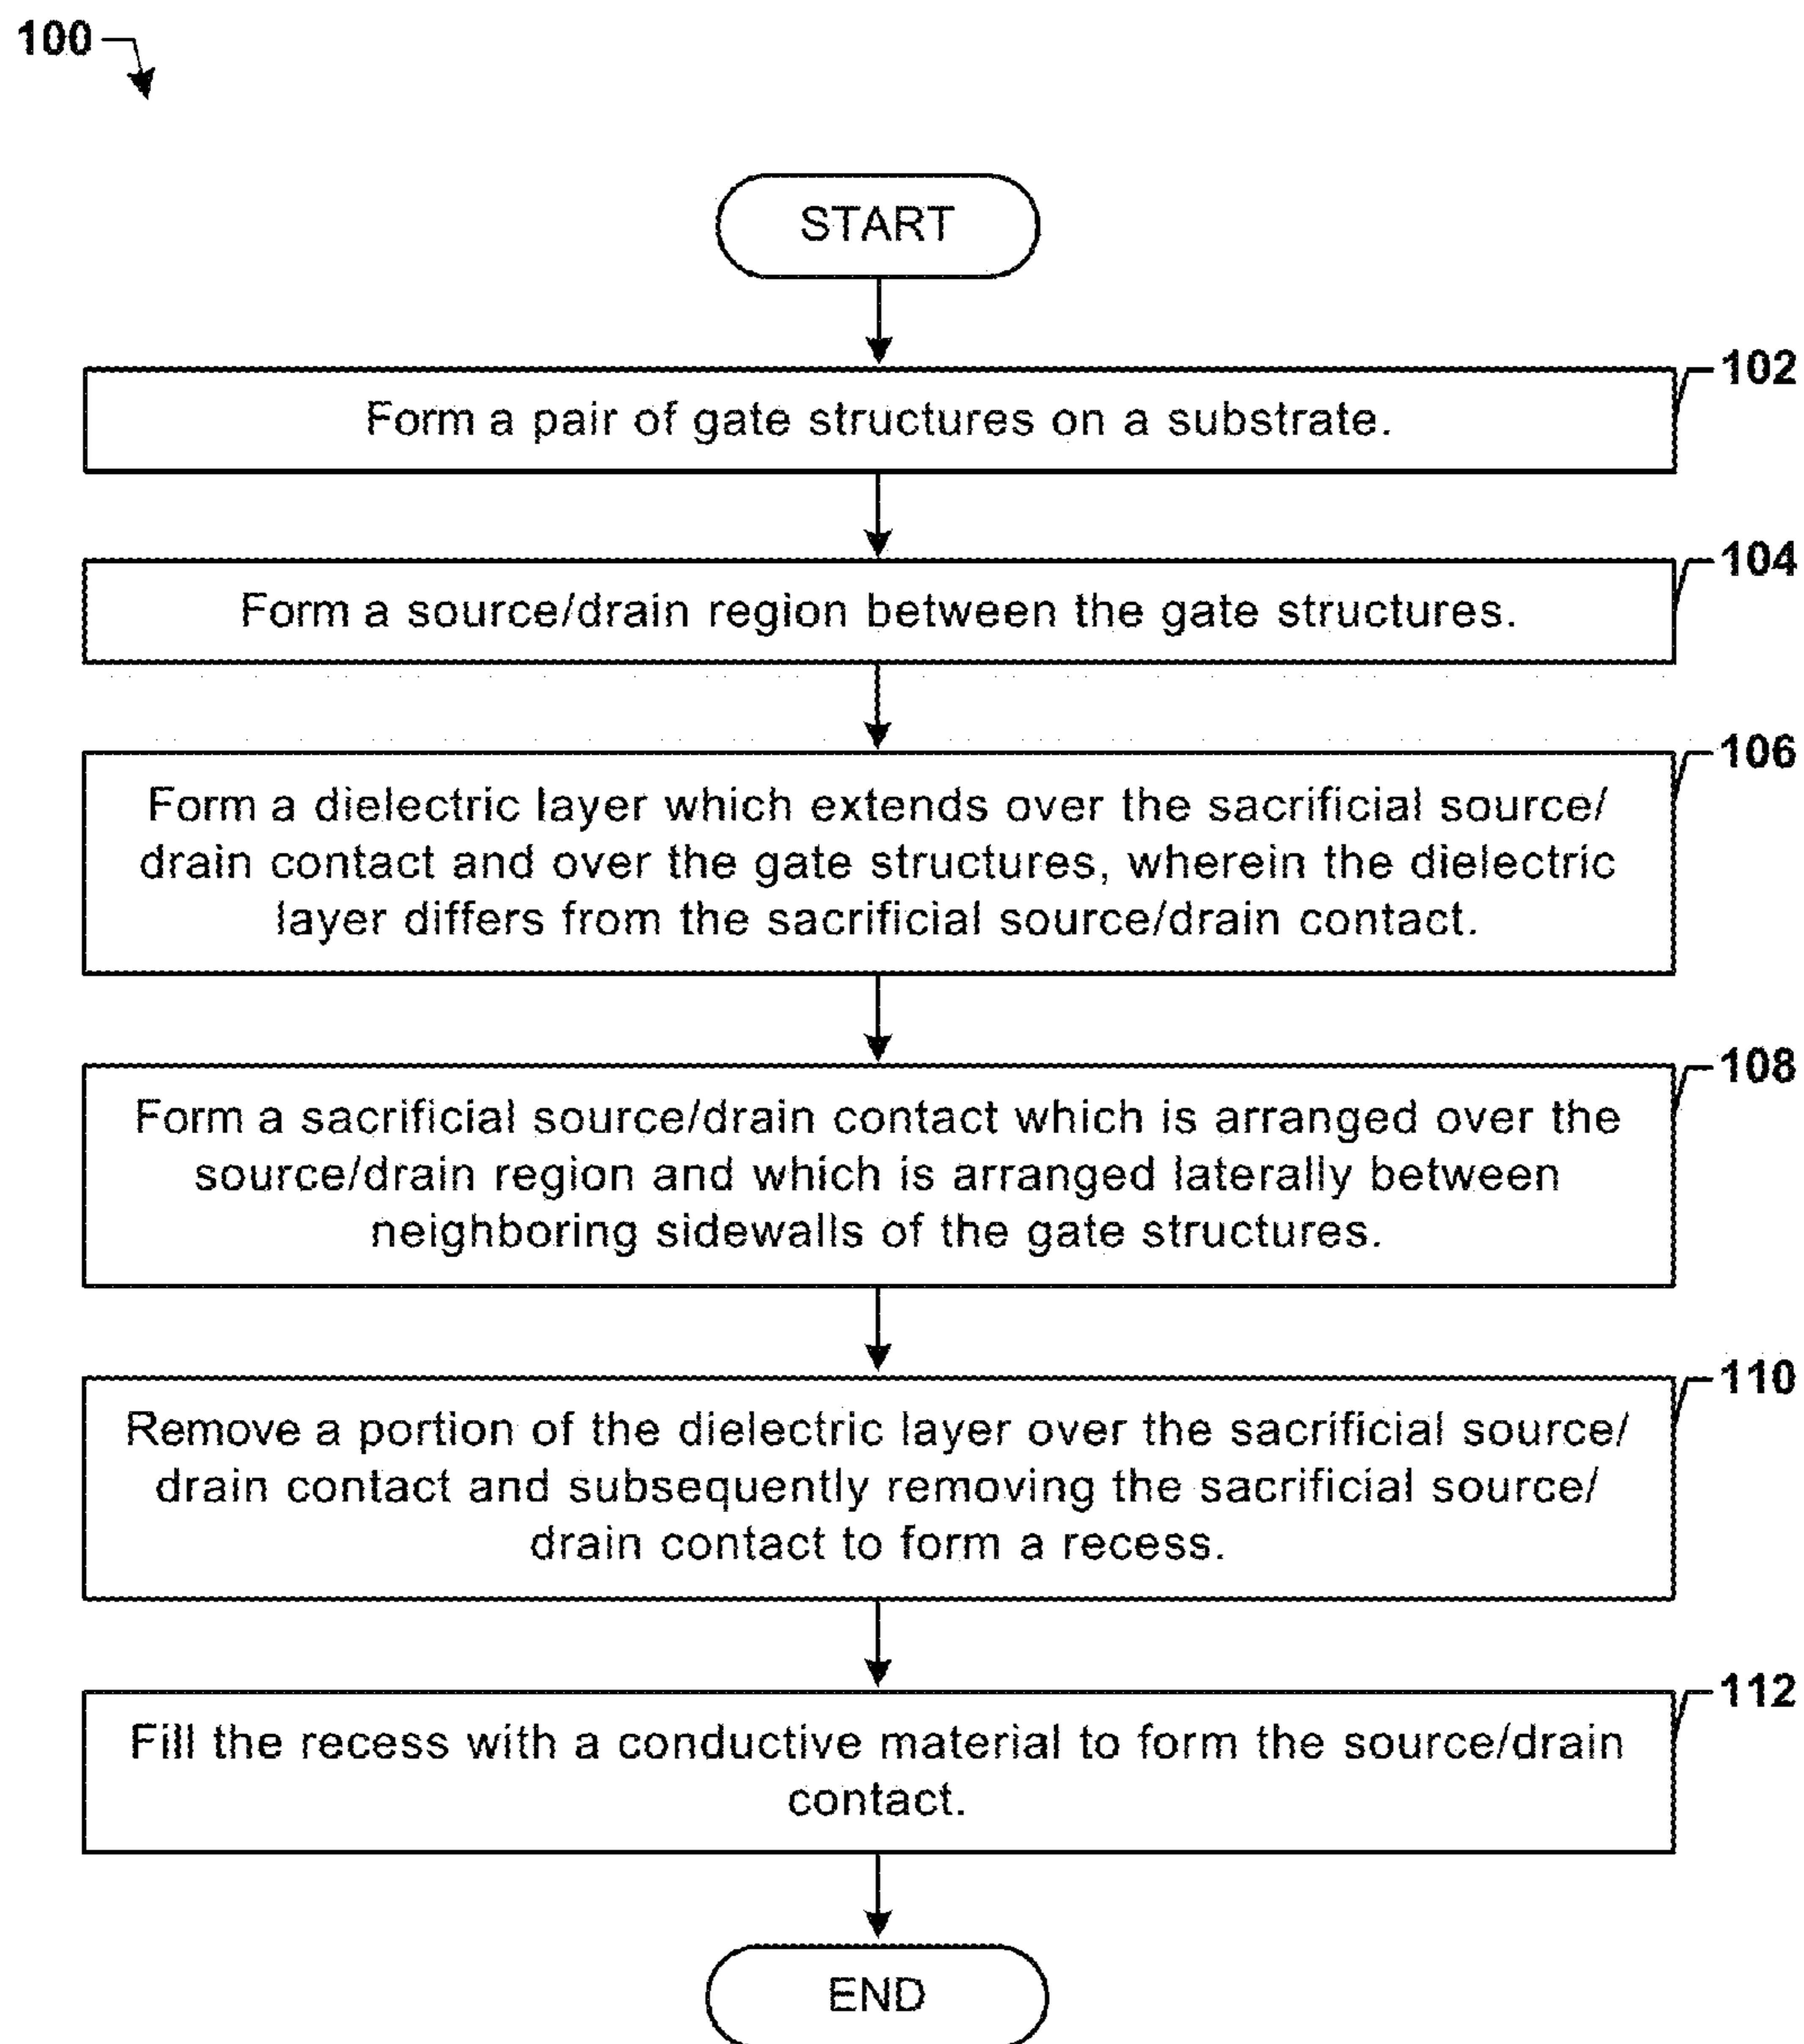 100
START
102
Form a pair of gate structures on a substrate.
104
Form a source/drain region between the gate structures.
106
Form a dielectric layer which extends over the sacrificial source/
drain contact and over the gate structures, wherein the dielectric
layer differs from the sacrificial source/drain contact.
108
Form a sacrificial source/drain contact which is arranged over the
source/drain region and which is arranged laterally between
neighboring sidewalls of the gate structures.
110
Remove a portion of the dielectric layer over the sacrificial source/
drain contact and subsequently removing the sacrificial source/
drain contact to form a recess.
112
Fill the recess with a conductive material to form the source/drain
contact.
END